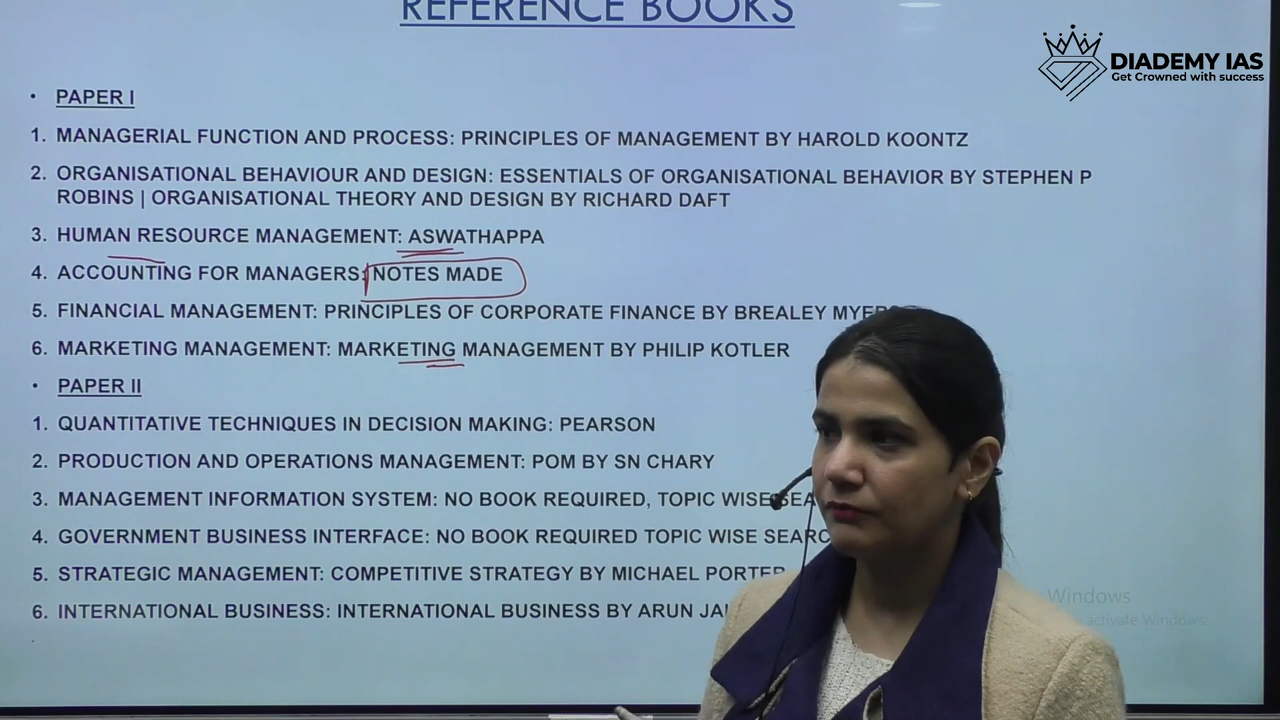 REFERENCE BOOKS
DIADEMY IAS
Get Crowned with success
• PAPER I
1. MANAGERIAL FUNCTION AND PROCESS: PRINCIPLES OF MANAGEMENT BY HAROLD KOONTZ
2. ORGANISATIONAL BEHAVIOUR AND DESIGN: ESSENTIALS OF ORGANISATIONAL BEHAVIOR BY STEPHEN P
ROBINS | ORGANISATIONAL THEORY AND DESIGN BY RICHARD DAFT
3. HUMAN RESOURCE MANAGEMENT: ASWATHAPPA
4. ACCOUNTING FOR MANAGERS: NOTES MADE
5. FINANCIAL MANAGEMENT: PRINCIPLES OF CORPORATE FINANCE BY BREALEY
6. MARKETING MANAGEMENT: MARKETING MANAGEMENT BY PHILIP KOTLER
• PAPER II
1. QUANTITATIVE TECHNIQUES IN DECISION MAKING: PEARSON
2. PRODUCTION AND OPERATIONS MANAGEMENT: POM BY SN CHARY
3. MANAGEMENT INFORMATION SYSTEM: NO BOOK REQUIRED, TOPIC WISE
4. GOVERNMENT BUSINESS INTERFACE: NO BOOK REQUIRED TOPIC WISE
5. STRATEGIC MANAGEMENT: COMPETITIVE STRATEGY BY MICHAEL PORTER
6. INTERNATIONAL BUSINESS: INTERNATIONAL BUSINESS BY ARUN
Windows
activate Windows